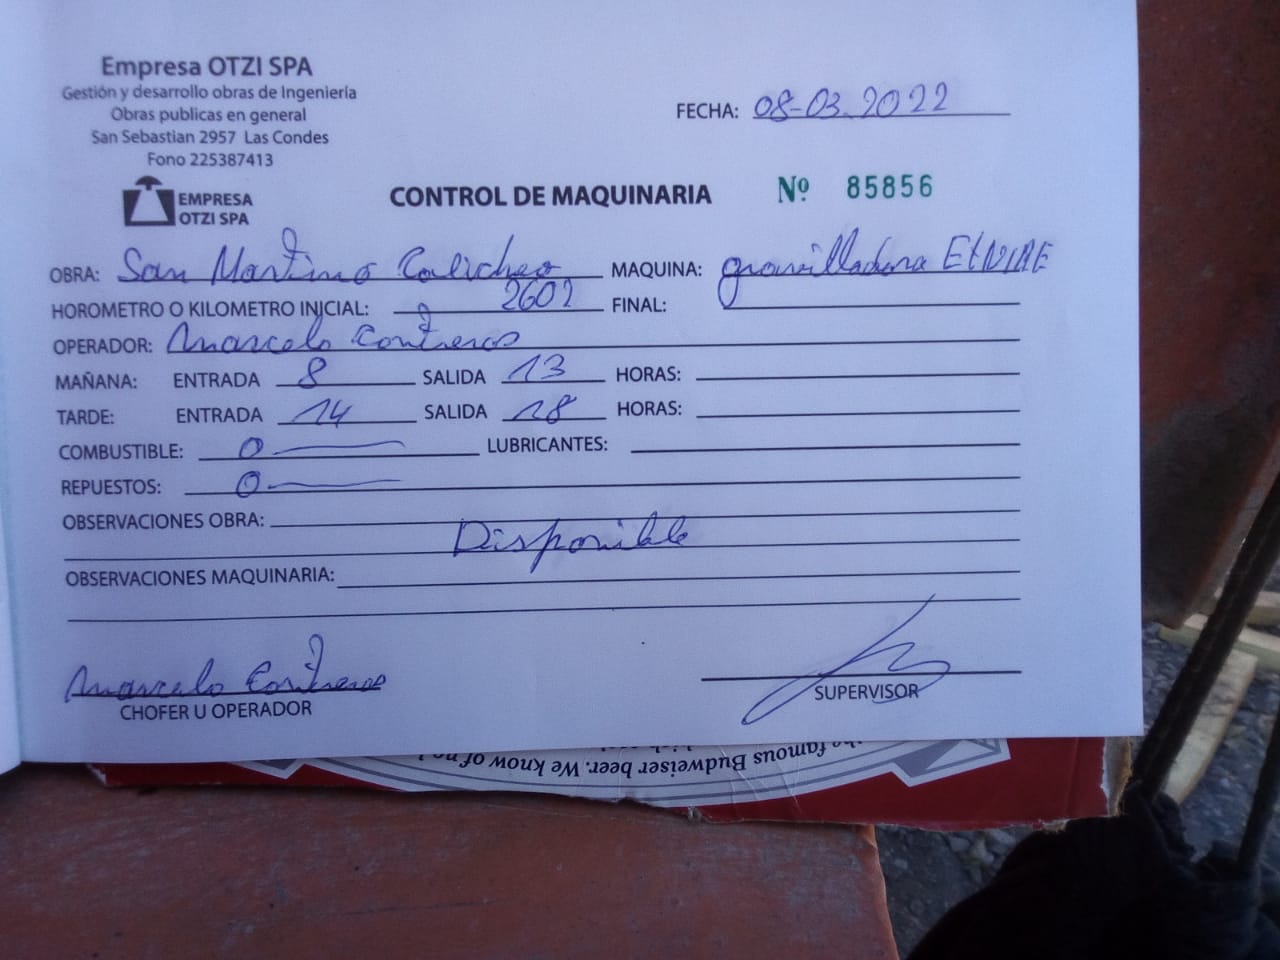 Empresa OTZI SPA
Gestión y desarrollo obras de Ingeniería
Obras publicas en general
San Sebastian 2957 Las Condes
Fono 225387413
FECHA: 08-03.2022
EMPRESA
OTZI SPA
CONTROL DE MAQUINARIA
Nº 85856
OBRA: San Martino Calicheo MAQUINA: gravilladora
HOROMETRO O KILOMETRO INICIAL: 2602 FINAL:
OPERADOR: Marcelo Contreras
MAÑANA: ENTRADA 8 SALIDA 13 HORAS:
TARDE: ENTRADA 14 SALIDA 18 HORAS:
COMBUSTIBLE: 0 LUBRICANTES:
REPUESTOS: 0
OBSERVACIONES OBRA:
Disponible
OBSERVACIONES MAQUINARIA:
Marcelo Contreras
CHOFER U OPERADOR
SUPERVISOR
the famous Budweiser beer. We know of no